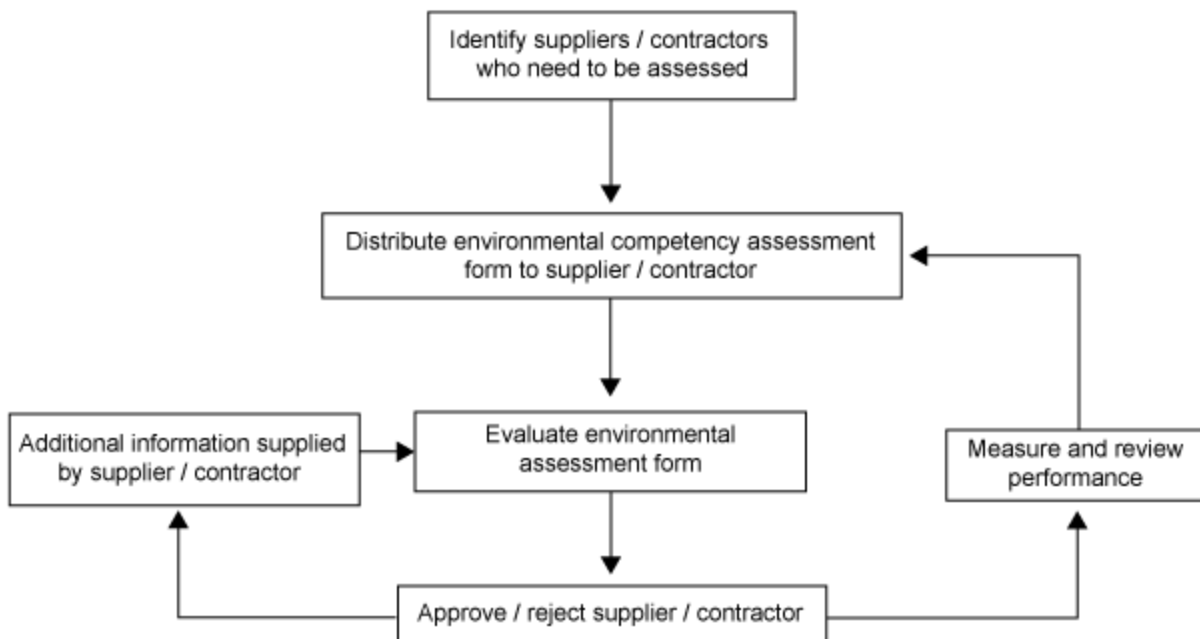 Identify suppliers / contractors
who need to be assessed
Distribute environmental competency assessment
form to supplier / contractor
Additional information supplied
by supplier / contractor
Evaluate environmental
assessment form
Measure and review
performance
Approve / reject supplier / contractor